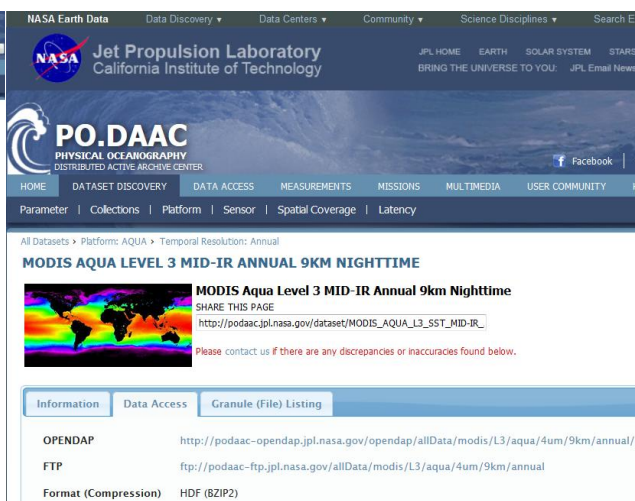 NASA Earth Data Data Discovery ▾ Data Centers ▾ Community ▾ Science Disciplines ▾ Search E
NASA
Jet Propulsion Laboratory
California Institute of Technology
JPL HOME EARTH SOLAR SYSTEM STARS
BRING THE UNIVERSE TO YOU: JPL Email News
PO.DAAC
PHYSICAL OCEANOGRAPHY
DISTRIBUTED ACTIVE ARCHIVE CENTER
Facebook
HOME DATASET DISCOVERY DATA ACCESS MEASUREMENTS MISSIONS MULTIMEDIA USER COMMUNITY
Parameter | Collections | Platform | Sensor | Spatial Coverage | Latency
All Datasets › Platform: AQUA › Temporal Resolution: Annual
MODIS AQUA LEVEL 3 MID-IR ANNUAL 9KM NIGHTTIME
MODIS Aqua Level 3 MID-IR Annual 9km Nighttime
SHARE THIS PAGE
http://podaac.jpl.nasa.gov/dataset/MODIS_AQUA_L3_SST_MID-IR_
Please contact us if there are any discrepancies or inaccuracies found below.
Information Data Access Granule (File) Listing
OPENDAP http://podaac-opendap.jpl.nasa.gov/opendap/allData/modis/L3/aqua/4um/9km/annual/
FTP ftp://podaac-ftp.jpl.nasa.gov/allData/modis/L3/aqua/4um/9km/annual
Format (Compression) HDF (BZIP2)